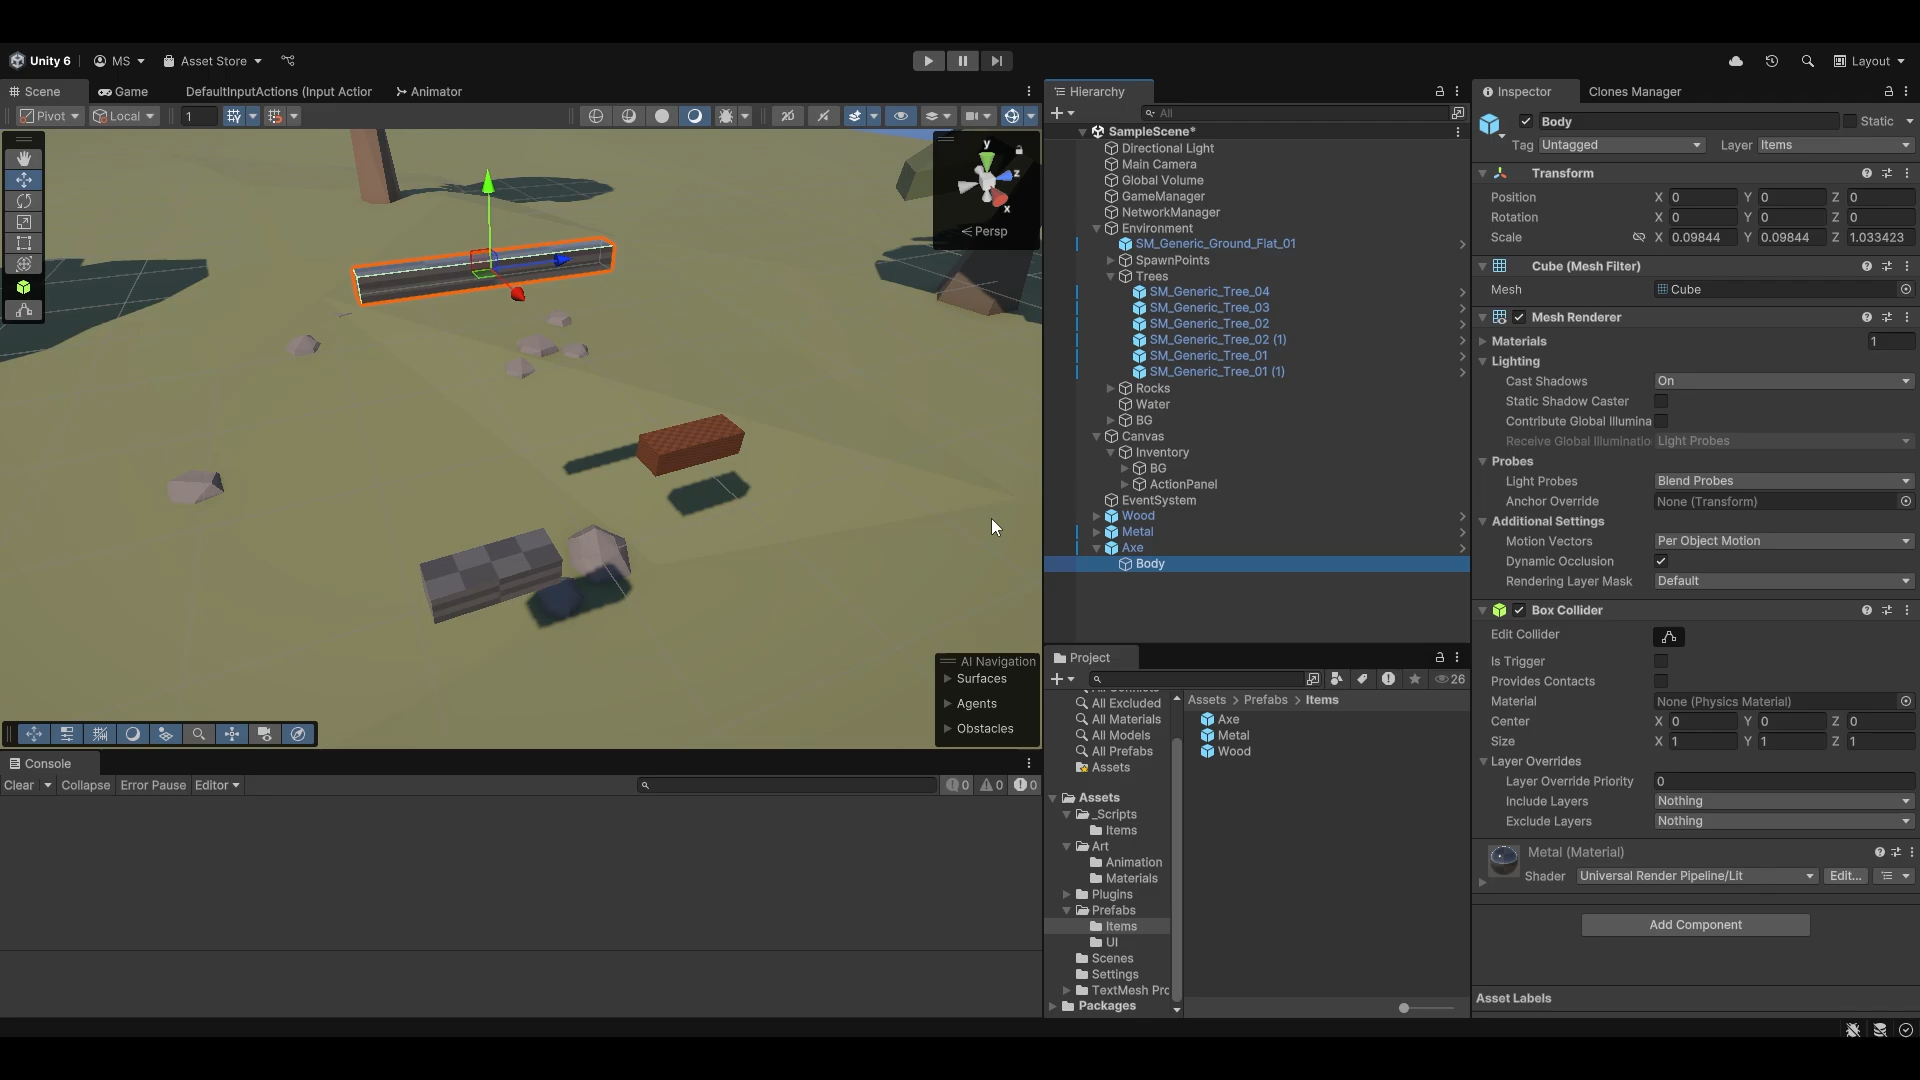 Unity 6 MS Asset Store Layout
Scene Game DefaultInputActions (Input Actior Animator
Pivot Local 1
y
z
x
Persp
AI Navigation
Surfaces
Agents
Obstacles
Console
Clear Collapse Error Pause Editor 0 0 0
Hierarchy
All
SampleScene*
Directional Light
Main Camera
Global Volume
GameManager
NetworkManager
Environment
SM_Generic_Ground_Flat_01
SpawnPoints
Trees
SM_Generic_Tree_04
SM_Generic_Tree_03
SM_Generic_Tree_02
SM_Generic_Tree_02 (1)
SM_Generic_Tree_01
SM_Generic_Tree_01 (1)
Rocks
Water
BG
Canvas
Inventory
BG
ActionPanel
EventSystem
Wood
Metal
Axe
Body
Project
26
All Excluded
All Materials
All Models
All Prefabs
Assets
Assets
_Scripts
Items
Art
Animation
Materials
Plugins
Prefabs
Items
UI
Scenes
Settings
TextMesh Prc
Packages
Assets > Prefabs > Items
Axe
Metal
Wood
Inspector Clones Manager
Body Static
Tag Untagged Layer Items
Transform
Position X 0 Y 0 Z 0
Rotation X 0 Y 0 Z 0
Scale X 0.09844 Y 0.09844 Z 1.033423
Cube (Mesh Filter)
Mesh Cube
Mesh Renderer
Materials 1
Lighting
Cast Shadows On
Static Shadow Caster
Contribute Global Illumina
Receive Global Illuminatio Light Probes
Probes
Light Probes Blend Probes
Anchor Override None (Transform)
Additional Settings
Motion Vectors Per Object Motion
Dynamic Occlusion
Rendering Layer Mask Default
Box Collider
Edit Collider
Is Trigger
Provides Contacts
Material None (Physics Material)
Center X 0 Y 0 Z 0
Size X 1 Y 1 Z 1
Layer Overrides
Layer Override Priority 0
Include Layers Nothing
Exclude Layers Nothing
Metal (Material)
Shader Universal Render Pipeline/Lit Edit...
Add Component
Asset Labels